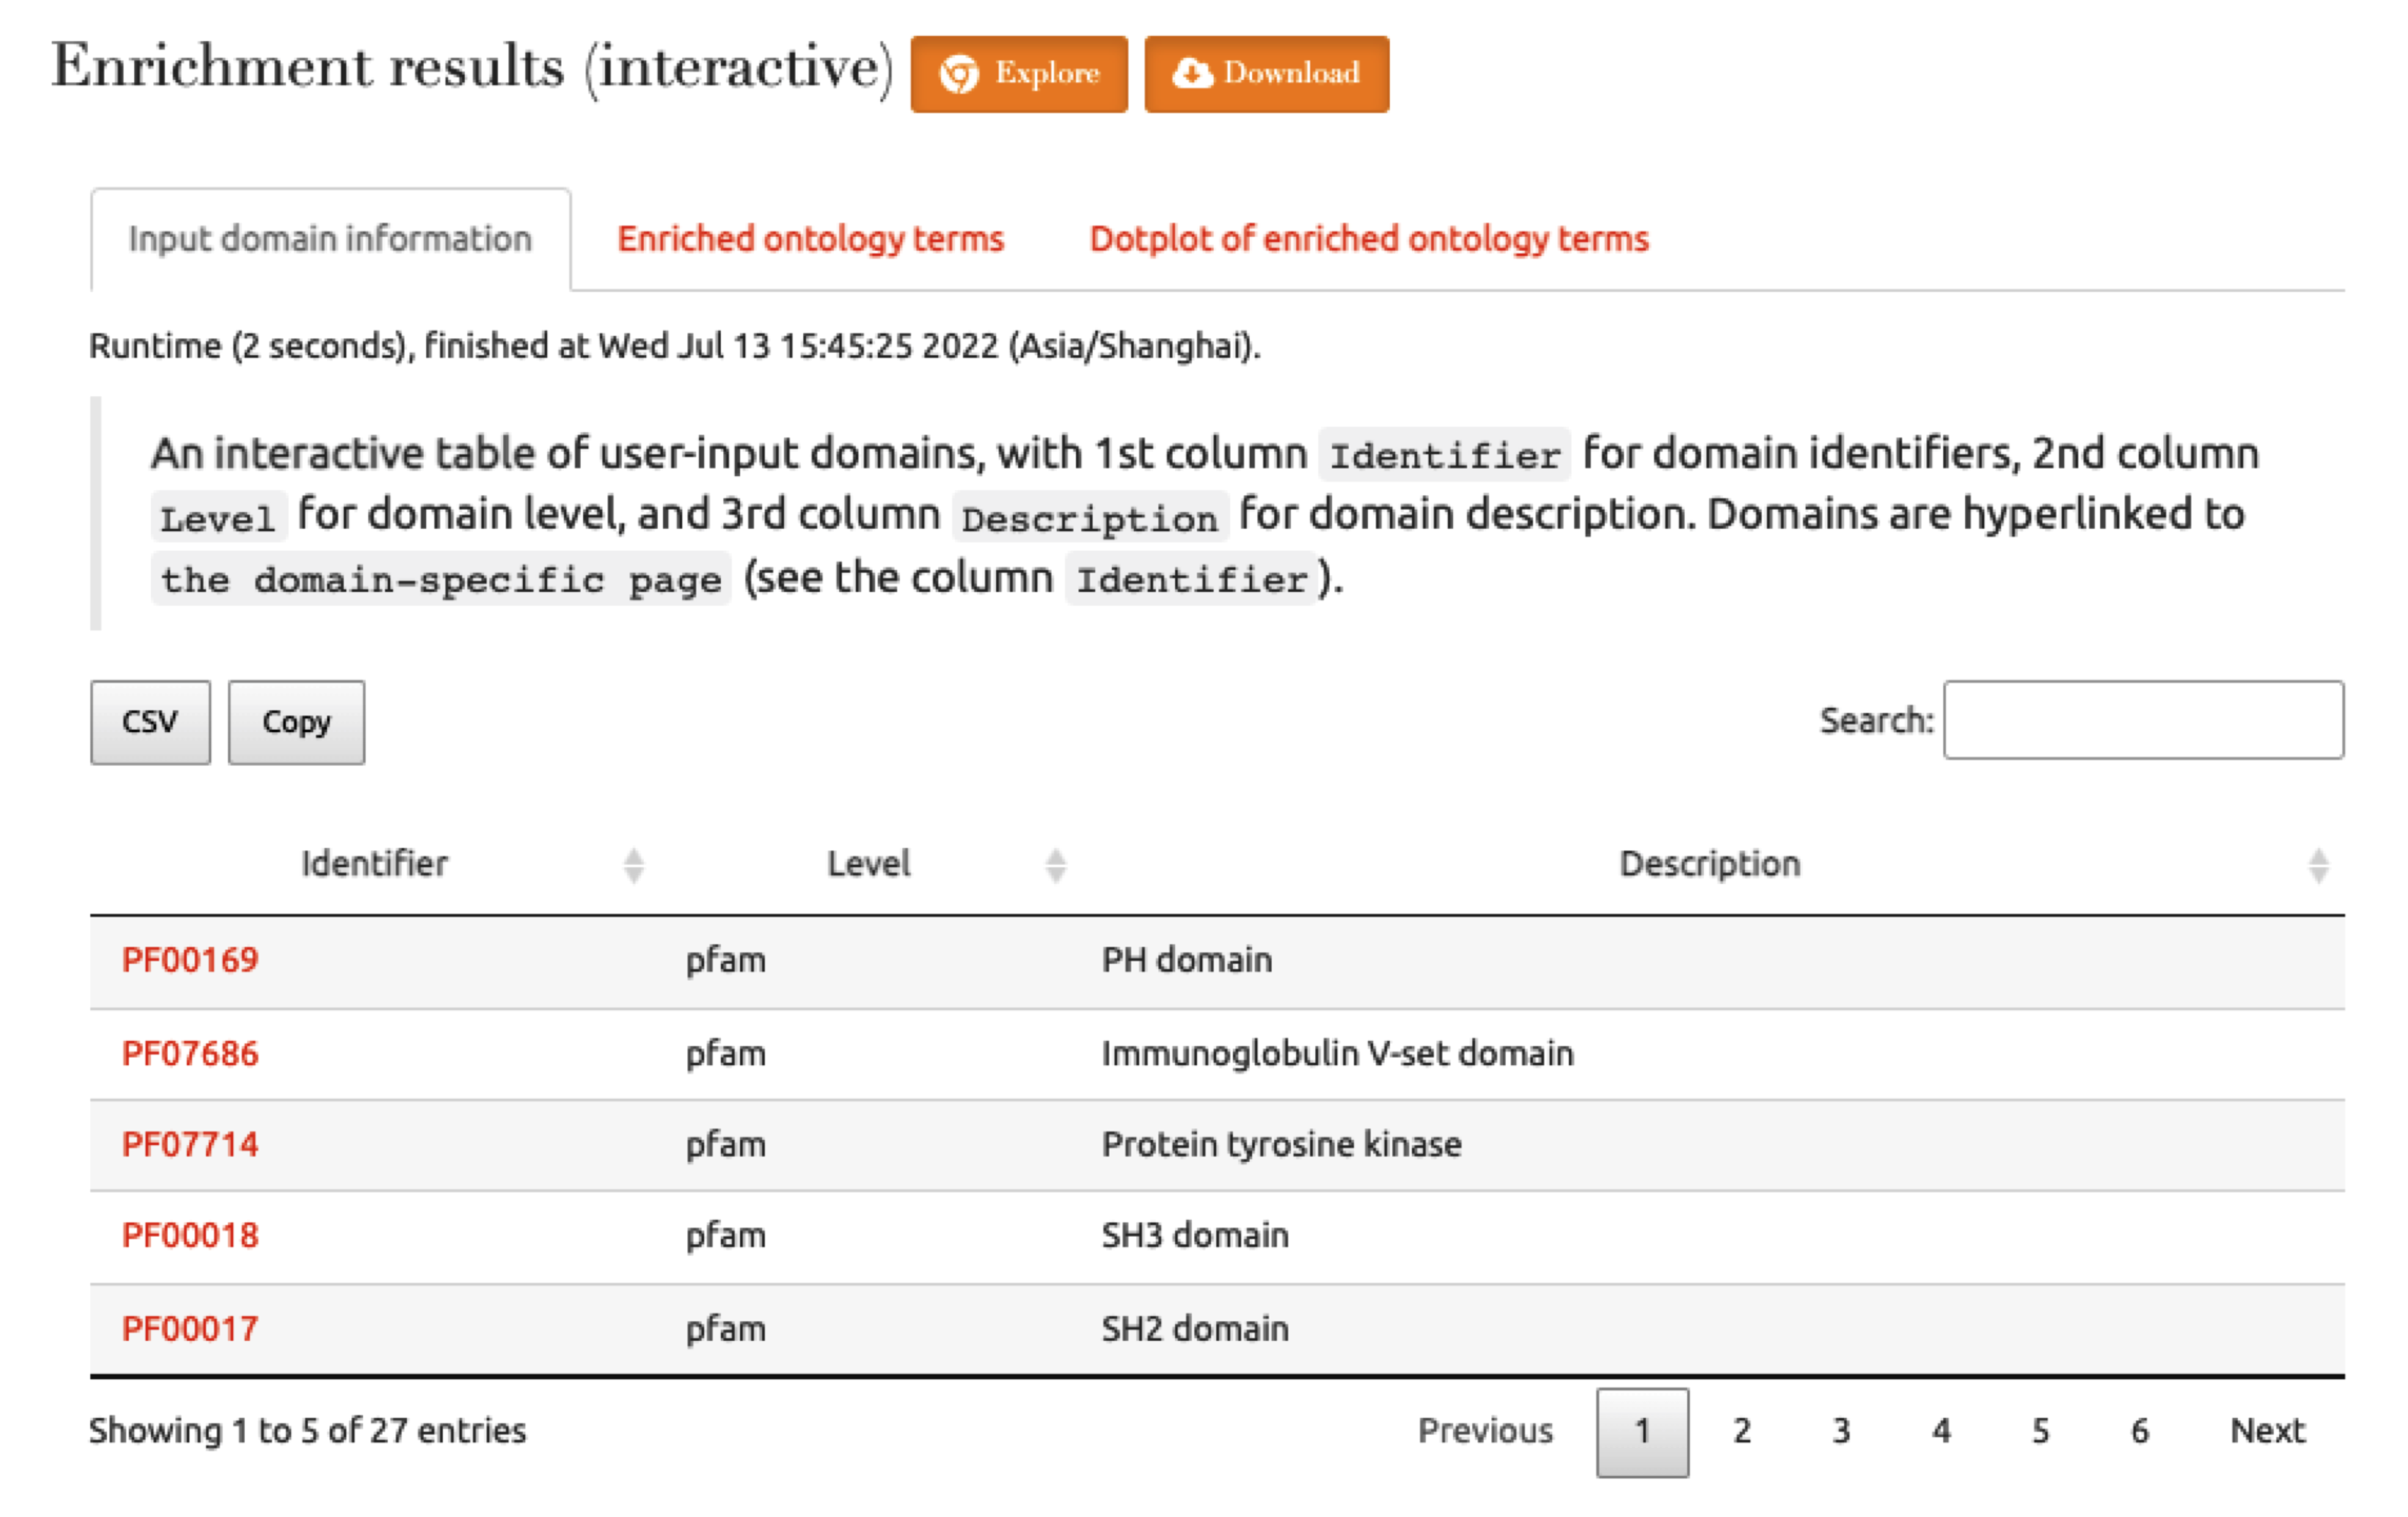 Enrichment results (interactive) Explore Download
Input domain information Enriched ontology terms Dotplot of enriched ontology terms
Runtime (2 seconds), finished at Wed Jul 13 15:45:25 2022 (Asia/Shanghai).
An interactive table of user-input domains, with 1st column Identifier for domain identifiers, 2nd column
Level for domain level, and 3rd column Description for domain description. Domains are hyperlinked to
the domain-specific page (see the column Identifier).
CSV Copy Search:
Identifier Level Description
PF00169 pfam PH domain
PF07686 pfam Immunoglobulin V-set domain
PF07714 pfam Protein tyrosine kinase
PF00018 pfam SH3 domain
PF00017 pfam SH2 domain
Showing 1 to 5 of 27 entries Previous 1 2 3 4 5 6 Next